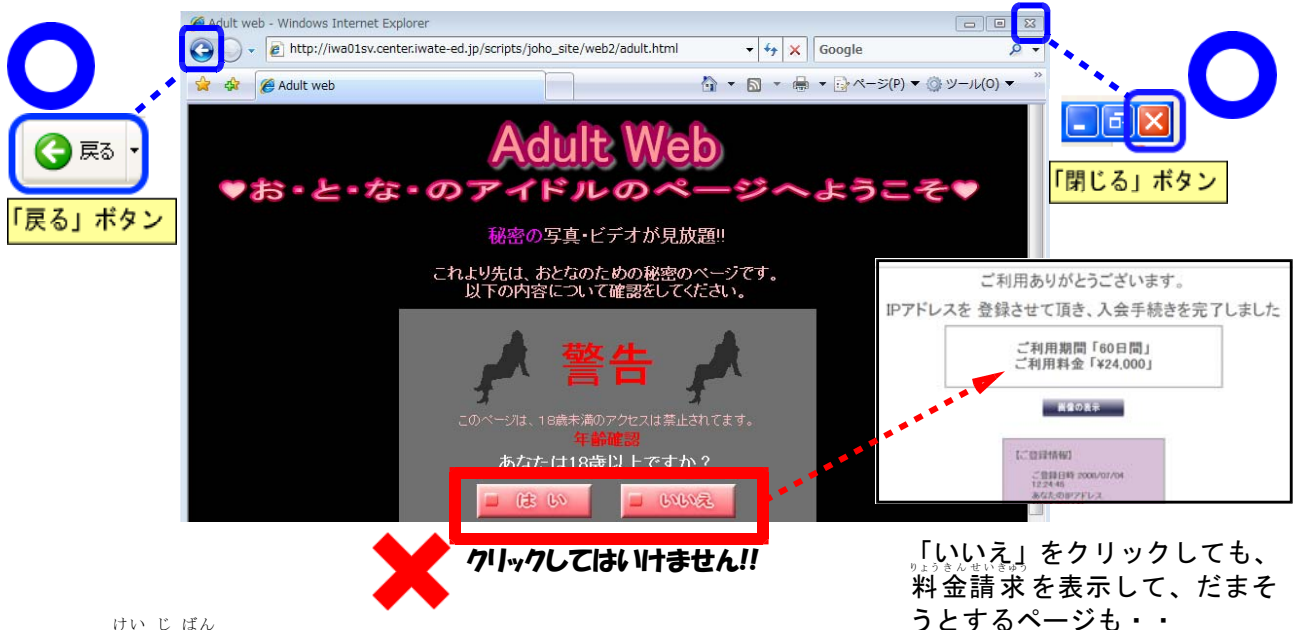 Adult web - Windows Internet Explorer
http://iwa01sv.center.iwate-ed.jp/scripts/joho_site/web2/adult.html
Google
Adult web
ページ(P)
ツール(O)
戻る
「戻る」ボタン
「閉じる」ボタン
Adult Web
♥お・と・な・のアイドルのページへようこそ♥
秘密の写真・ビデオが見放題!!
これより先は、おとなのための秘密のページです。
以下の内容について確認をしてください。
警告
このページは、18歳未満のアクセスは禁止されてます。
年齢確認
あなたは18歳以上ですか?
はい
いいえ
クリックしてはいけません!!
ご利用ありがとうございます。
IPアドレスを 登録させて頂き、入会手続きを完了しました
ご利用期間「60日間」
ご利用料金「¥24,000」
画像の表示
【ご登録情報】
ご登録日時 2008/07/04
12:24:46
あなたのIPアドレス
「いいえ」をクリックしても、
りょうきんせいきゅう
料金請求を表示して、だまそ
うとするページも・・
けい じ ばん